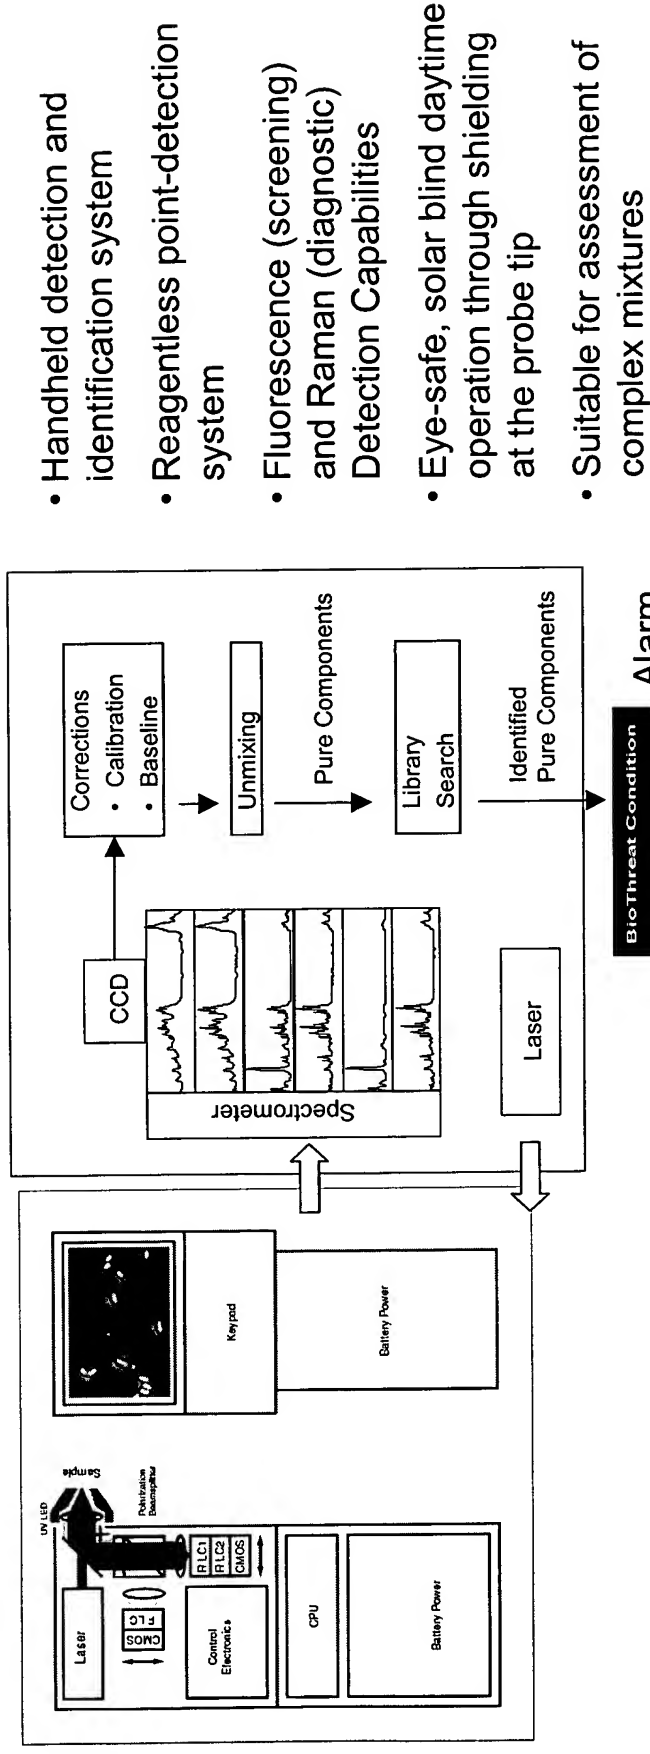 Laser
UV LED
Sample
CMOS
FLC
Polarization
Beamsplitter
RLC1
RLC2
CMOS
Control
Electronics
CPU
Battery Power
Keypad
Battery Power
Spectrometer
CCD
Laser
Corrections
• Calibration
• Baseline
Unmixing
Pure Components
Library
Search
Identified
Pure Components
BioThreat Condition
Alarm
• Handheld detection and
identification system
• Reagentless point-detection
system
• Fluorescence (screening)
and Raman (diagnostic)
Detection Capabilities
• Eye-safe, solar blind daytime
operation through shielding
at the probe tip
• Suitable for assessment of
complex mixtures